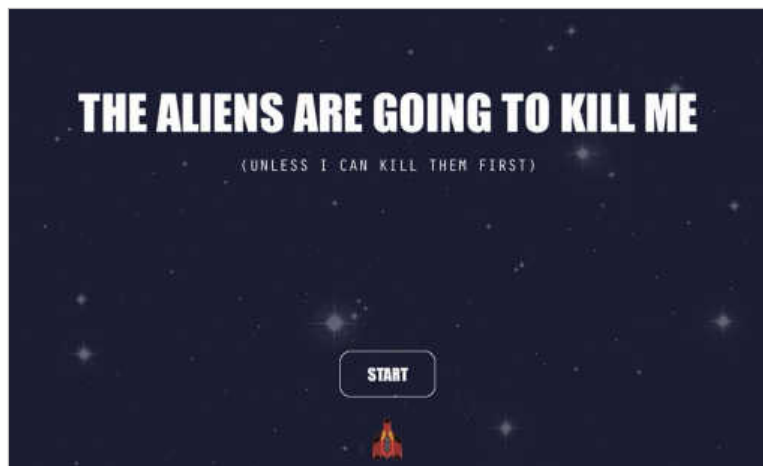 THE ALIENS ARE GOING TO KILL ME
(UNLESS I CAN KILL THEM FIRST)
START